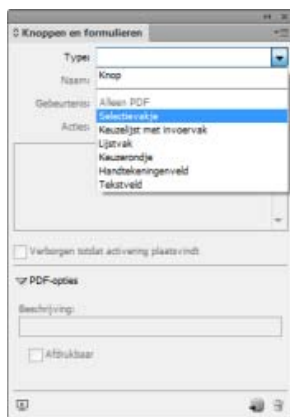 Knoppen en formulieren
Type:
Knop
Naam:
Gebeurtenis:
Alleen PDF
Selectievakje
Acties:
Keuzelijst met invoervak
Lijstvak
Keuzerondje
Handtekeningenveld
Tekstveld
Verborgen totdat activering plaatsvindt
PDF-opties
Beschrijving:
Afdrukbaar